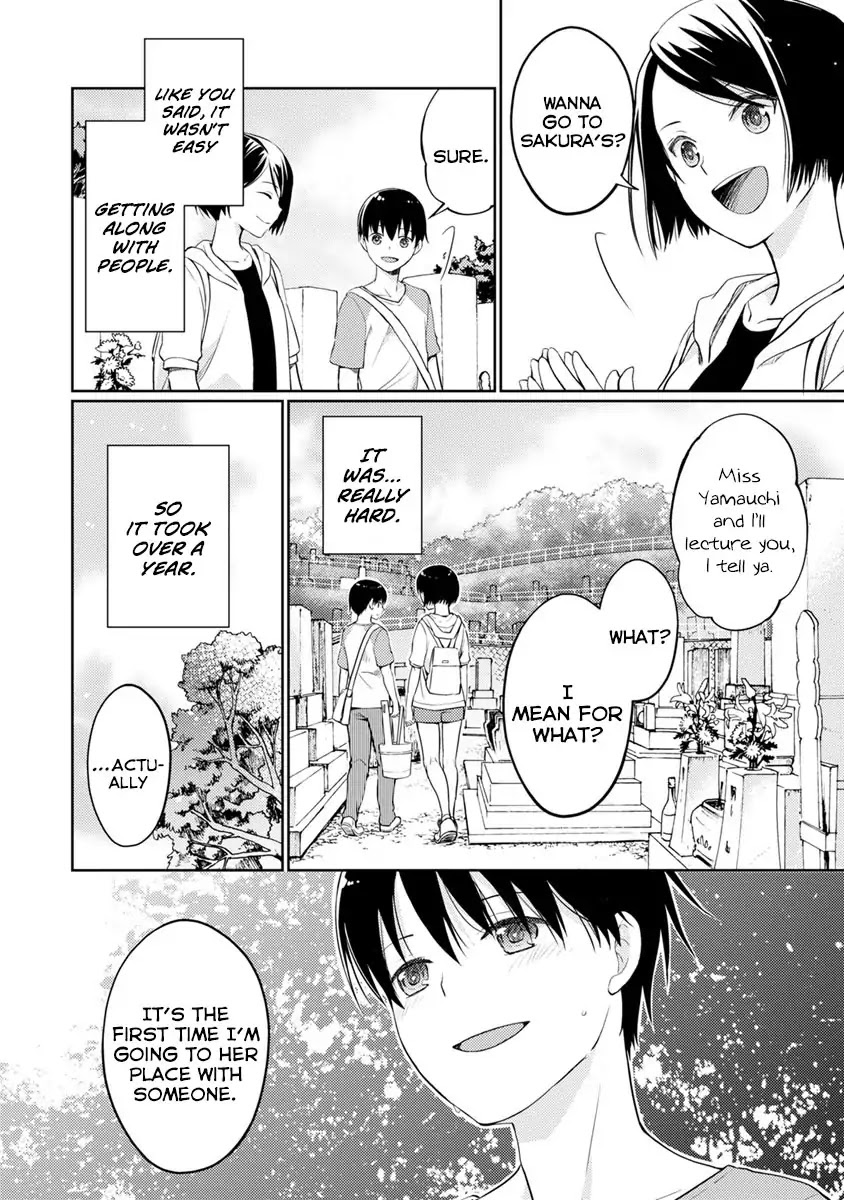 WANNA
GO TO
SAKURA'S?
SURE.
LIKE YOU
SAID, IT
WASN'T
EASY
GETTING
ALONG
WITH
PEOPLE.
Miss
Yamauchi
and I'll
lecture you,
I tell ya.
WHAT?
I
MEAN FOR
WHAT?
IT
WAS...
REALLY
HARD.
SO
IT TOOK
OVER A
YEAR.
...ACTU-
ALLY
IT'S THE
FIRST TIME I'M
GOING TO HER
PLACE WITH
SOMEONE.